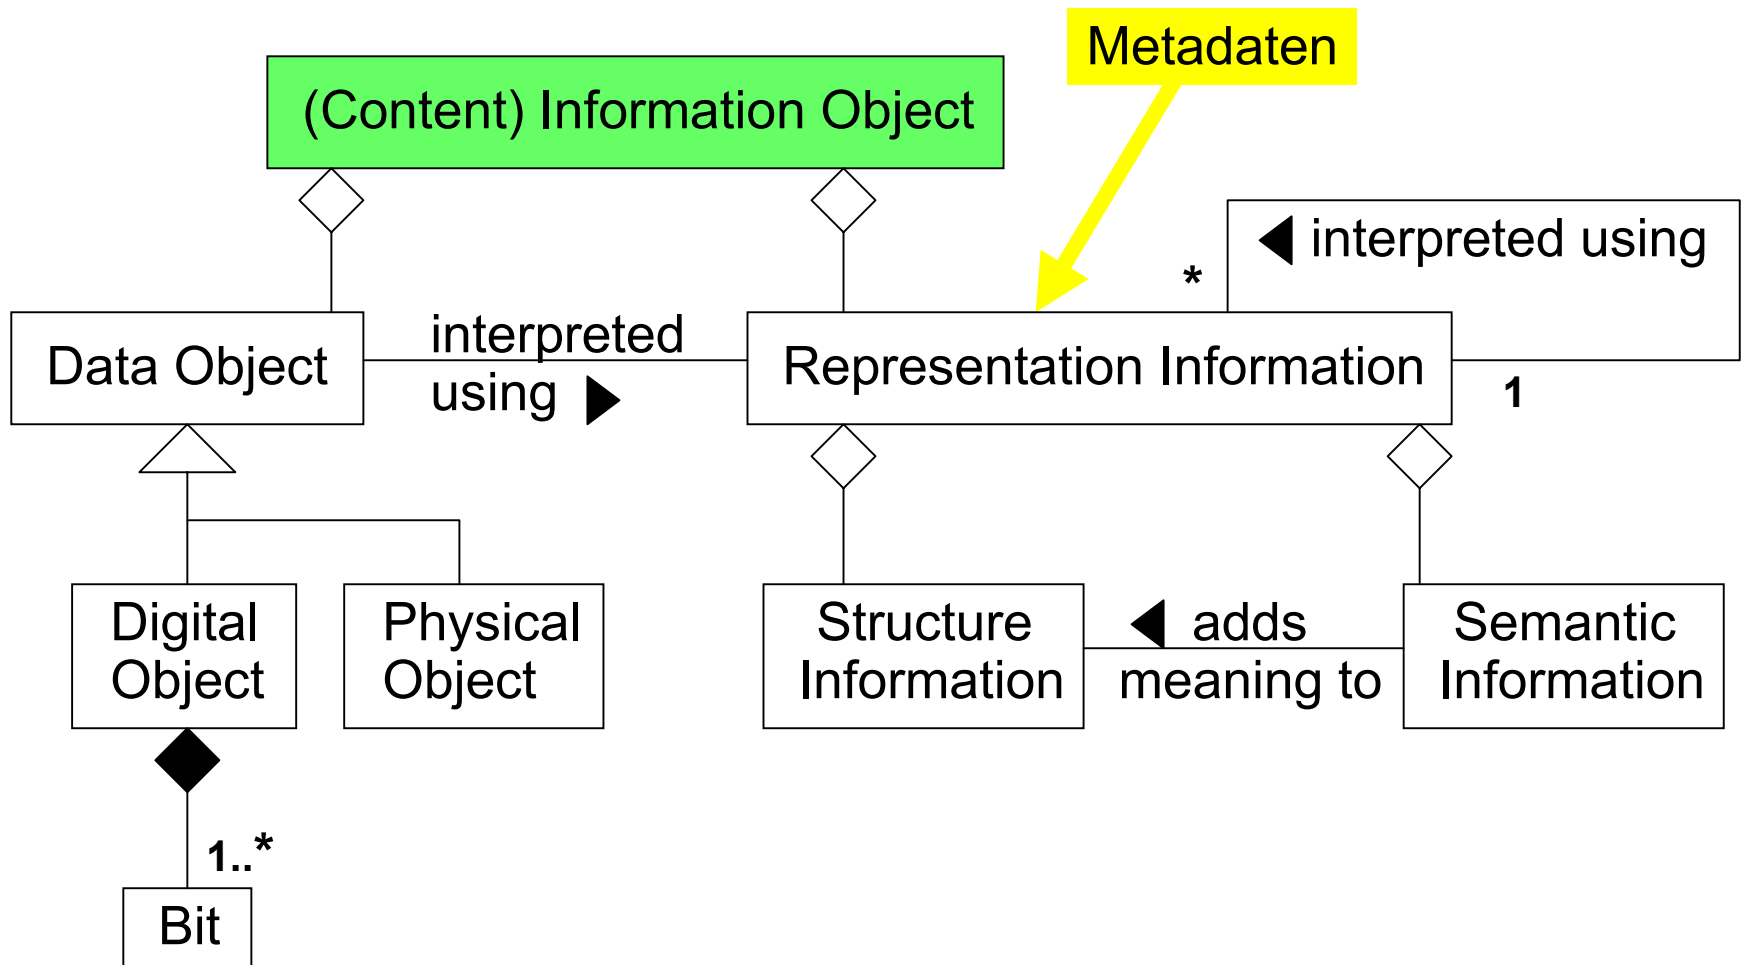 Metadaten
(Content) Information Object
interpreted using
*
interpreted
using
Data Object
Representation Information
1
Digital
Object
Physical
Object
Structure
Information
adds
meaning to
Semantic
Information
1..*
Bit